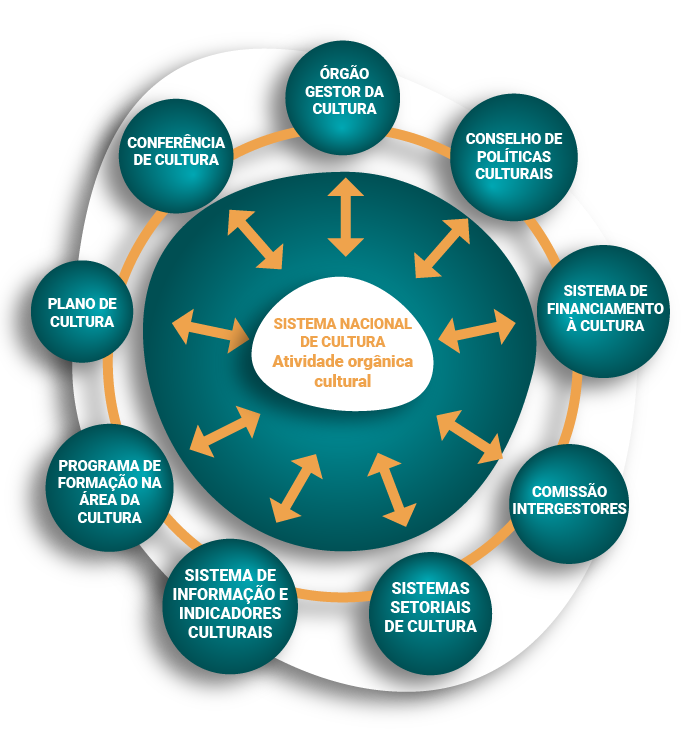 ÓRGÃO
GESTOR DA
CULTURA
CONSELHO DE
POLÍTICAS
CULTURAIS
SISTEMA DE
FINANCIAMENTO
À CULTURA
COMISSÃO
INTERGESTORES
SISTEMAS
SETORIAIS
DE CULTURA
SISTEMA DE
INFORMAÇÃO E
INDICADORES
CULTURAIS
PROGRAMA DE
FORMAÇÃO NA
ÁREA DA
CULTURA
PLANO DE
CULTURA
CONFERÊNCIA
DE CULTURA
SISTEMA NACIONAL
DE CULTURA
Atividade orgânica
cultural